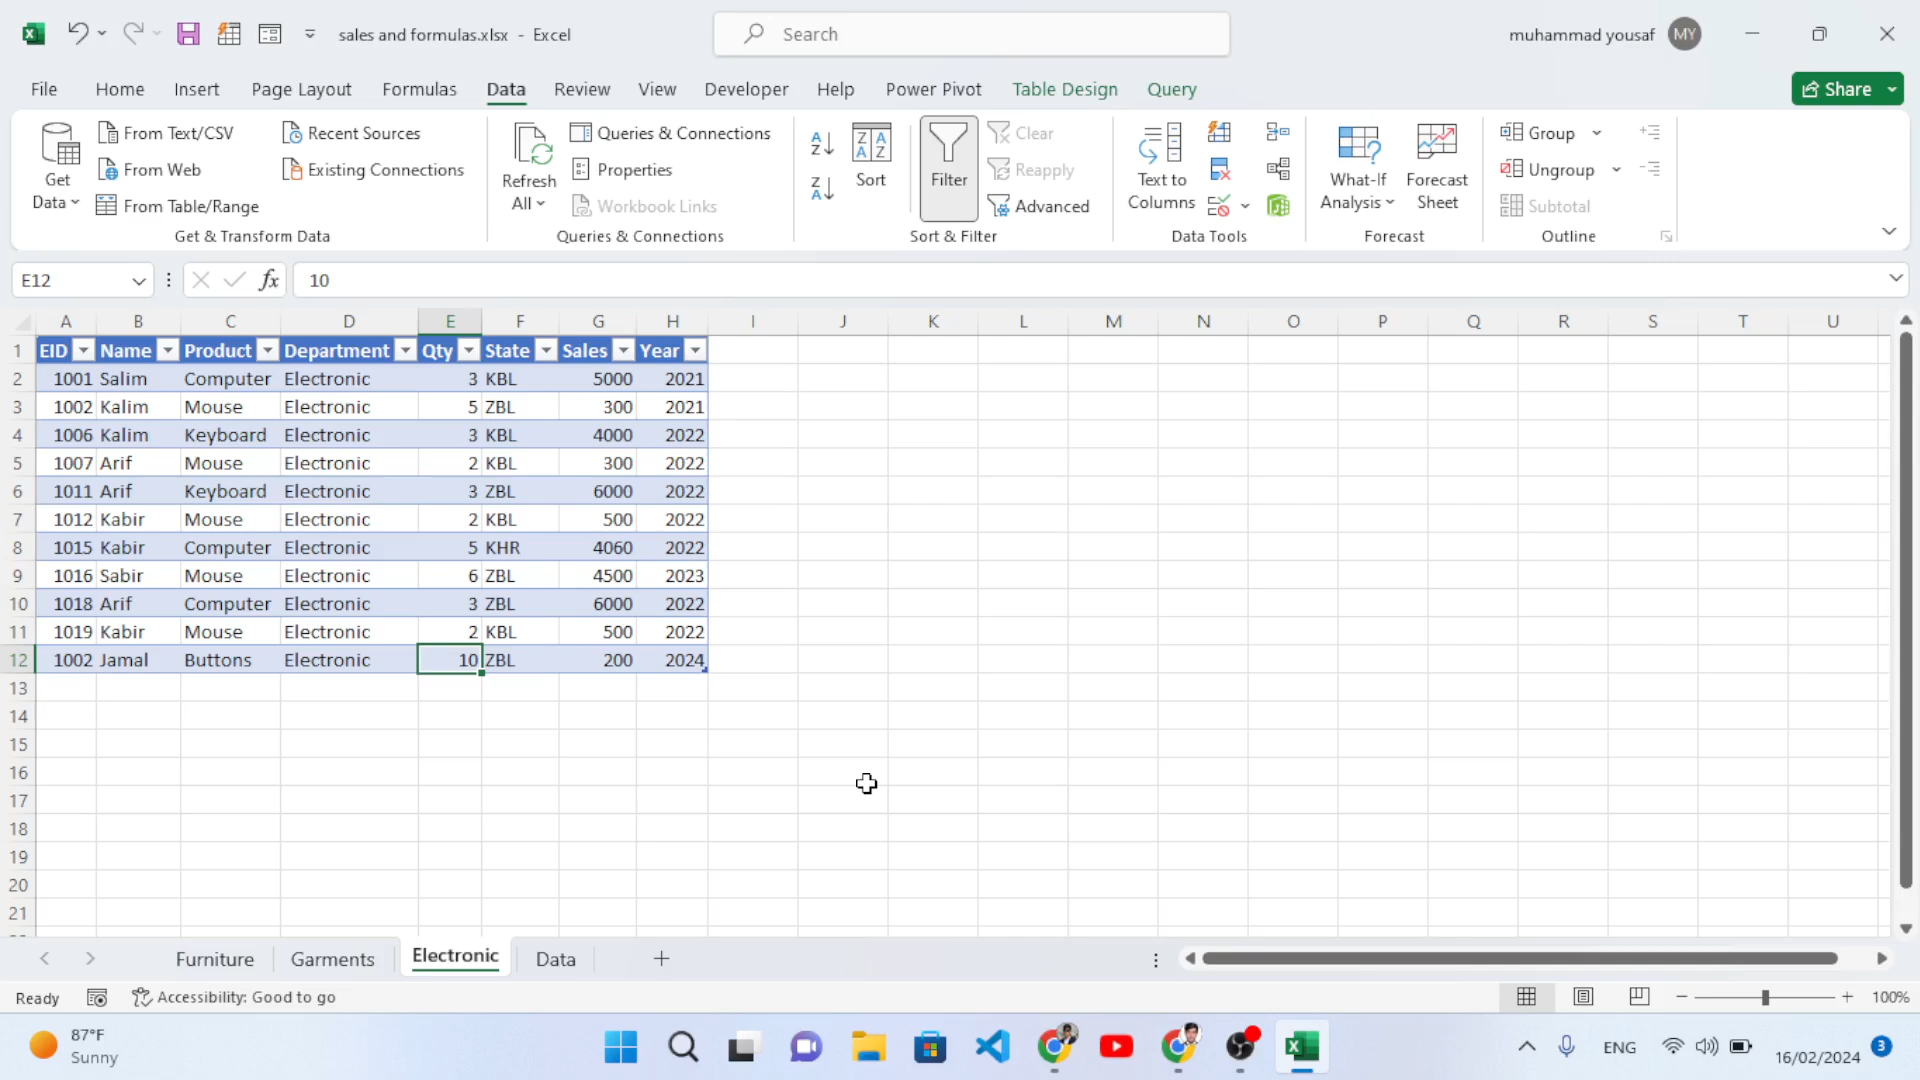 sales and formulas.xlsx - Excel
Search
muhammad yousaf MY
File Home Insert Page Layout Formulas Data Review View Developer Help Power Pivot Table Design Query Share
Get Data
From Text/CSV
From Web
From Table/Range
Recent Sources
Existing Connections
Get & Transform Data
Refresh All
Queries & Connections
Properties
Workbook Links
Queries & Connections
Sort
Filter
Clear
Reapply
Advanced
Sort & Filter
Text to Columns
Data Tools
What-If Analysis
Forecast Sheet
Forecast
Group
Ungroup
Subtotal
Outline
E12 fx 10
A B C D E F G H I J K L M N O P Q R S T U
1 EID Name Product Department Qty State Sales Year
2 1001 Salim Computer Electronic 3 KBL 5000 2021
3 1002 Kalim Mouse Electronic 5 ZBL 300 2021
4 1006 Kalim Keyboard Electronic 3 KBL 4000 2022
5 1007 Arif Mouse Electronic 2 KBL 300 2022
6 1011 Arif Keyboard Electronic 3 ZBL 6000 2022
7 1012 Kabir Mouse Electronic 2 KBL 500 2022
8 1015 Kabir Computer Electronic 5 KHR 4060 2022
9 1016 Sabir Mouse Electronic 6 ZBL 4500 2023
10 1018 Arif Computer Electronic 3 ZBL 6000 2022
11 1019 Kabir Mouse Electronic 2 KBL 500 2022
12 1002 Jamal Buttons Electronic 10 ZBL 200 2024
13
14
15
16
17
18
19
20
21
Furniture Garments Electronic Data
Ready Accessibility: Good to go 100%
87°F
Sunny
ENG 16/02/2024 3